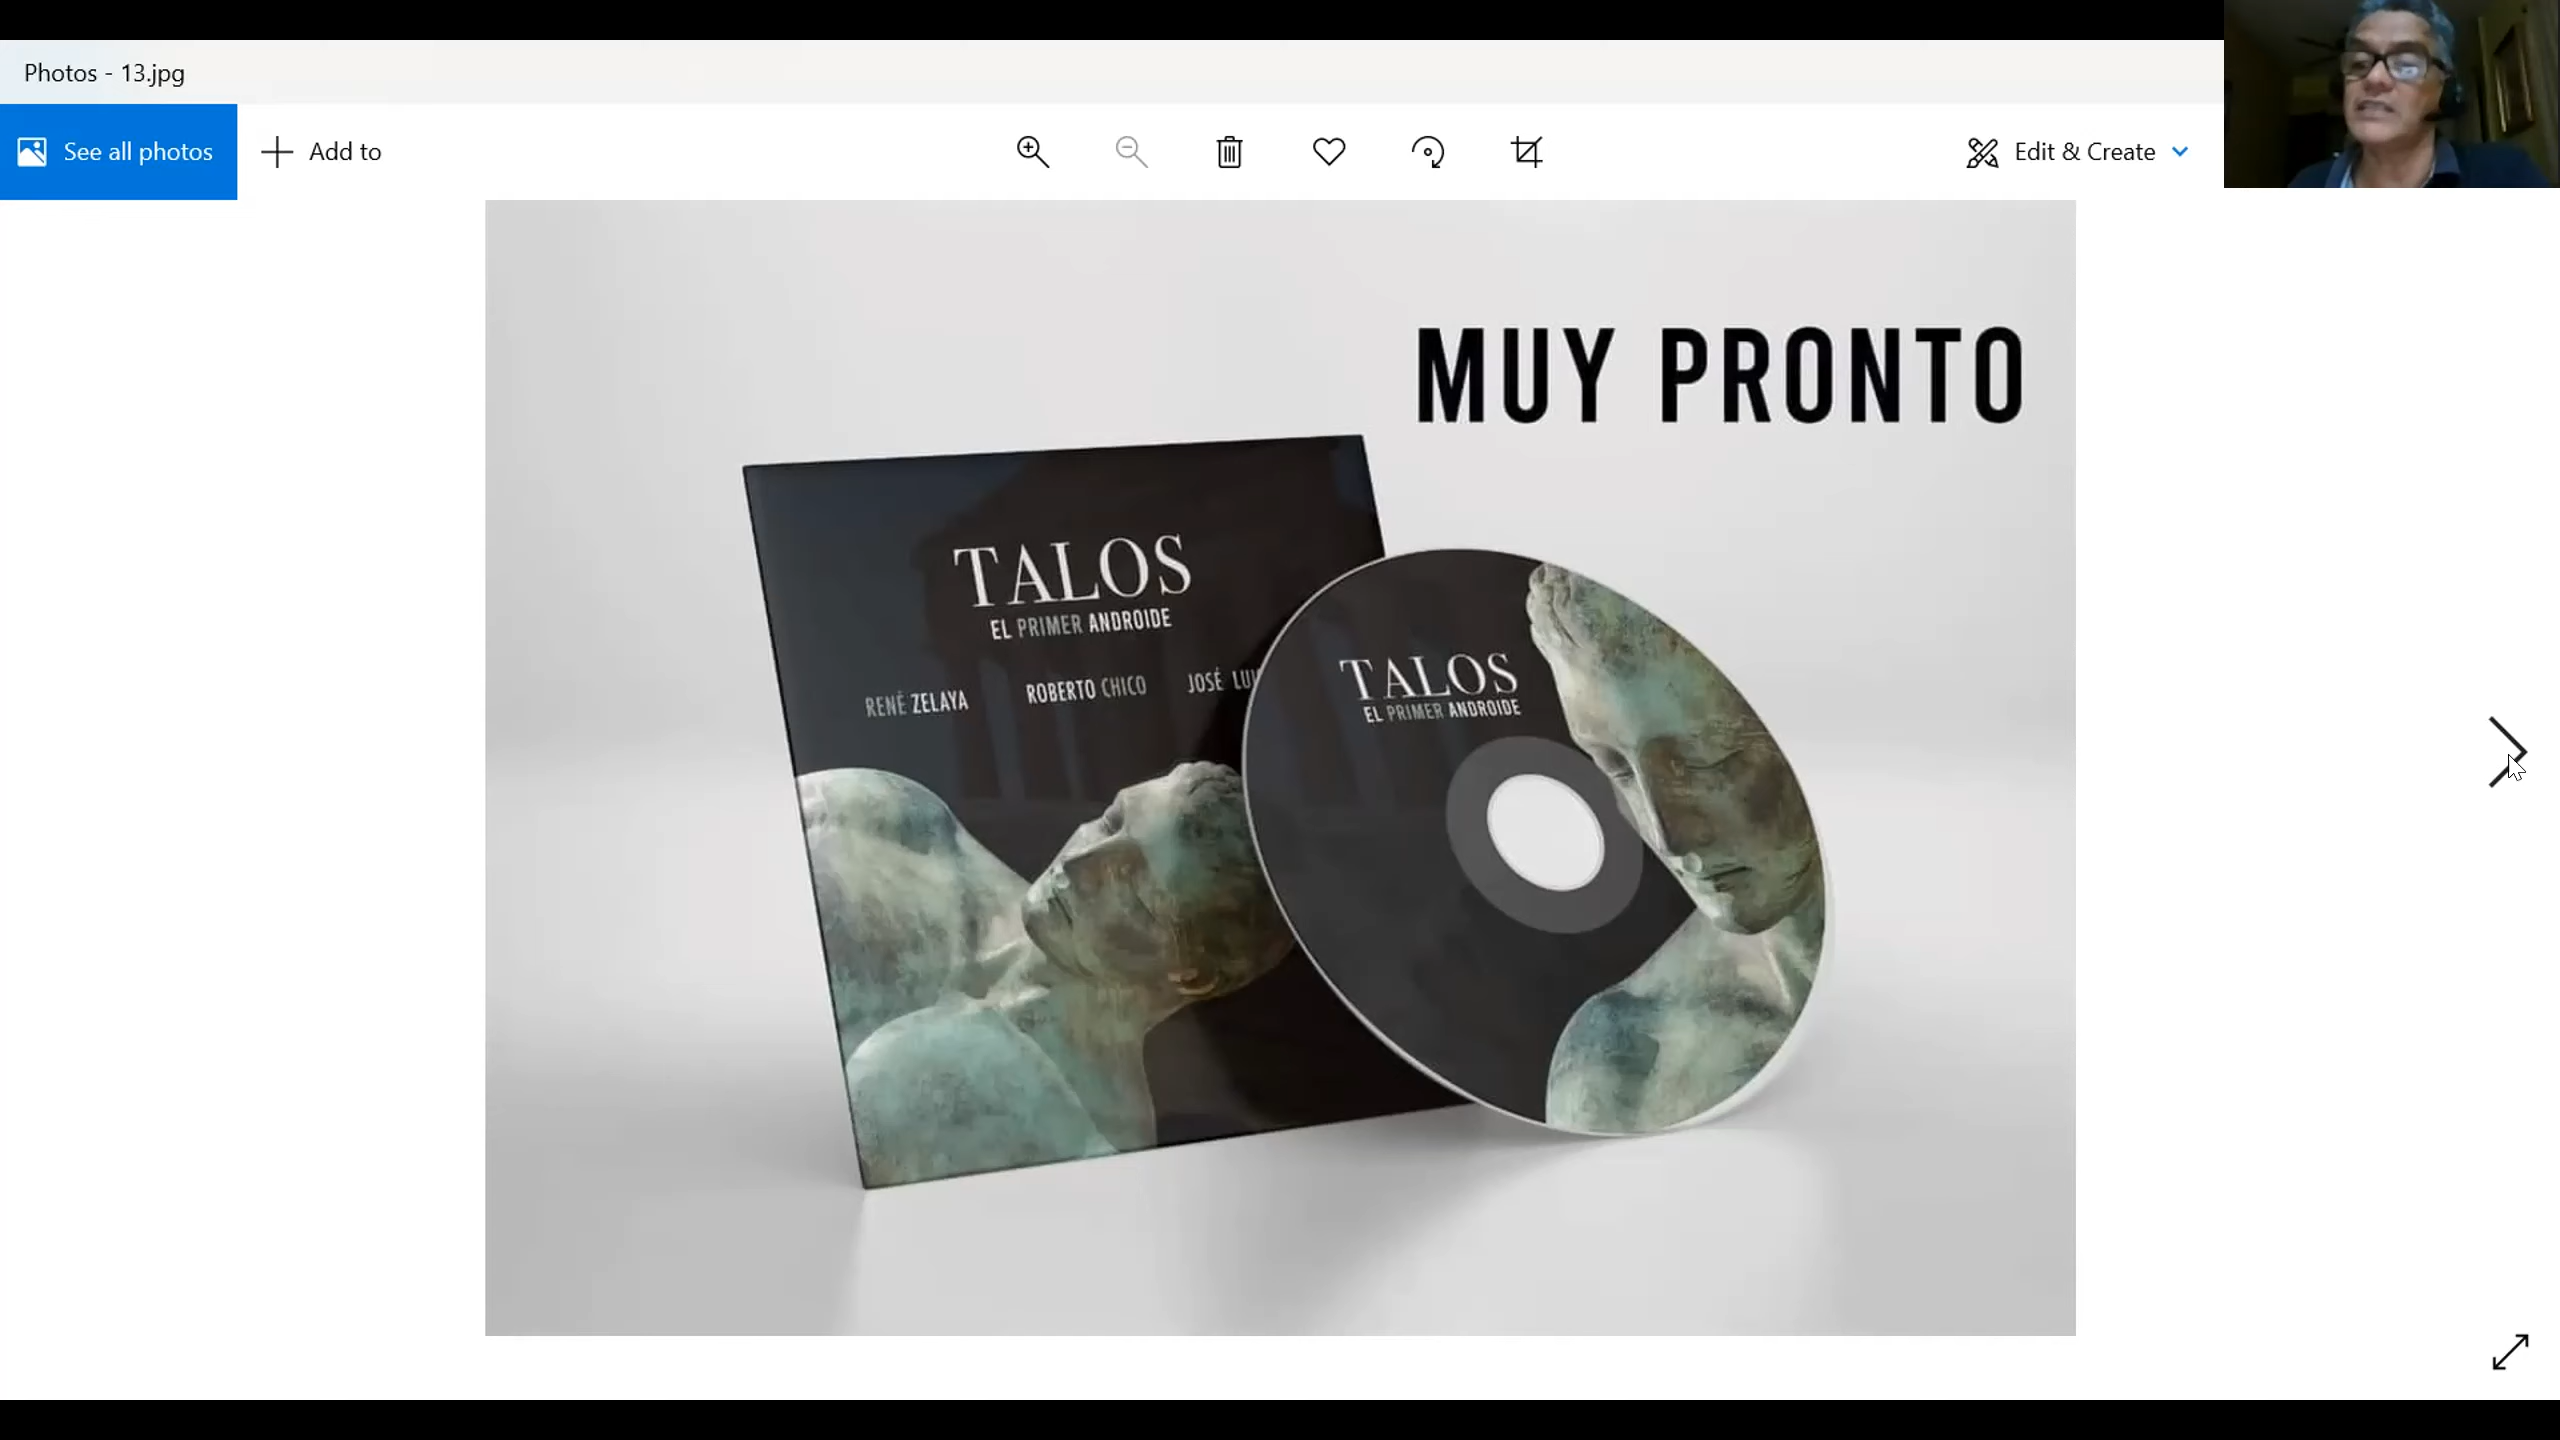 Photos - 13.jpg
See all photos
Add to
Edit & Create
MUY PRONTO
TALOS
EL PRIMER ANDROIDE
RENÉ ZELAYA ROBERTO CHICO JOSÉ
TALOS
EL PRIMER ANDROIDE